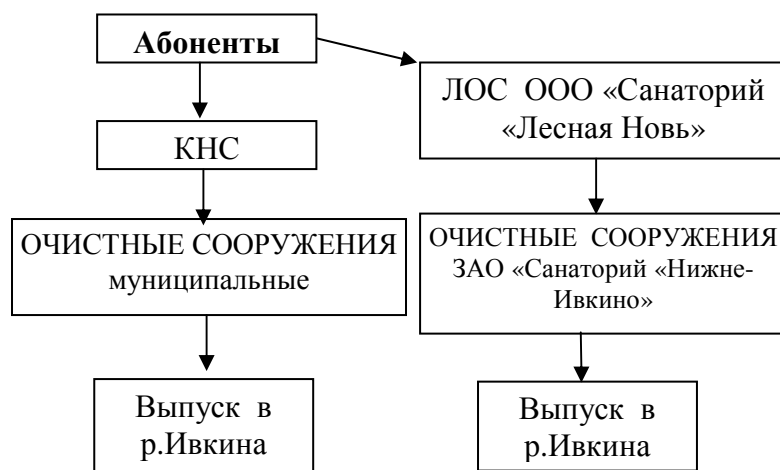 Абоненты
ЛОС ООО «Санаторий
«Лесная Новь»
КНС
ОЧИСТНЫЕ СООРУЖЕНИЯ
муниципальные
ОЧИСТНЫЕ СООРУЖЕНИЯ
ЗАО «Санаторий «Нижне-
Ивкино»
Выпуск в
р.Ивкина
Выпуск в
р.Ивкина